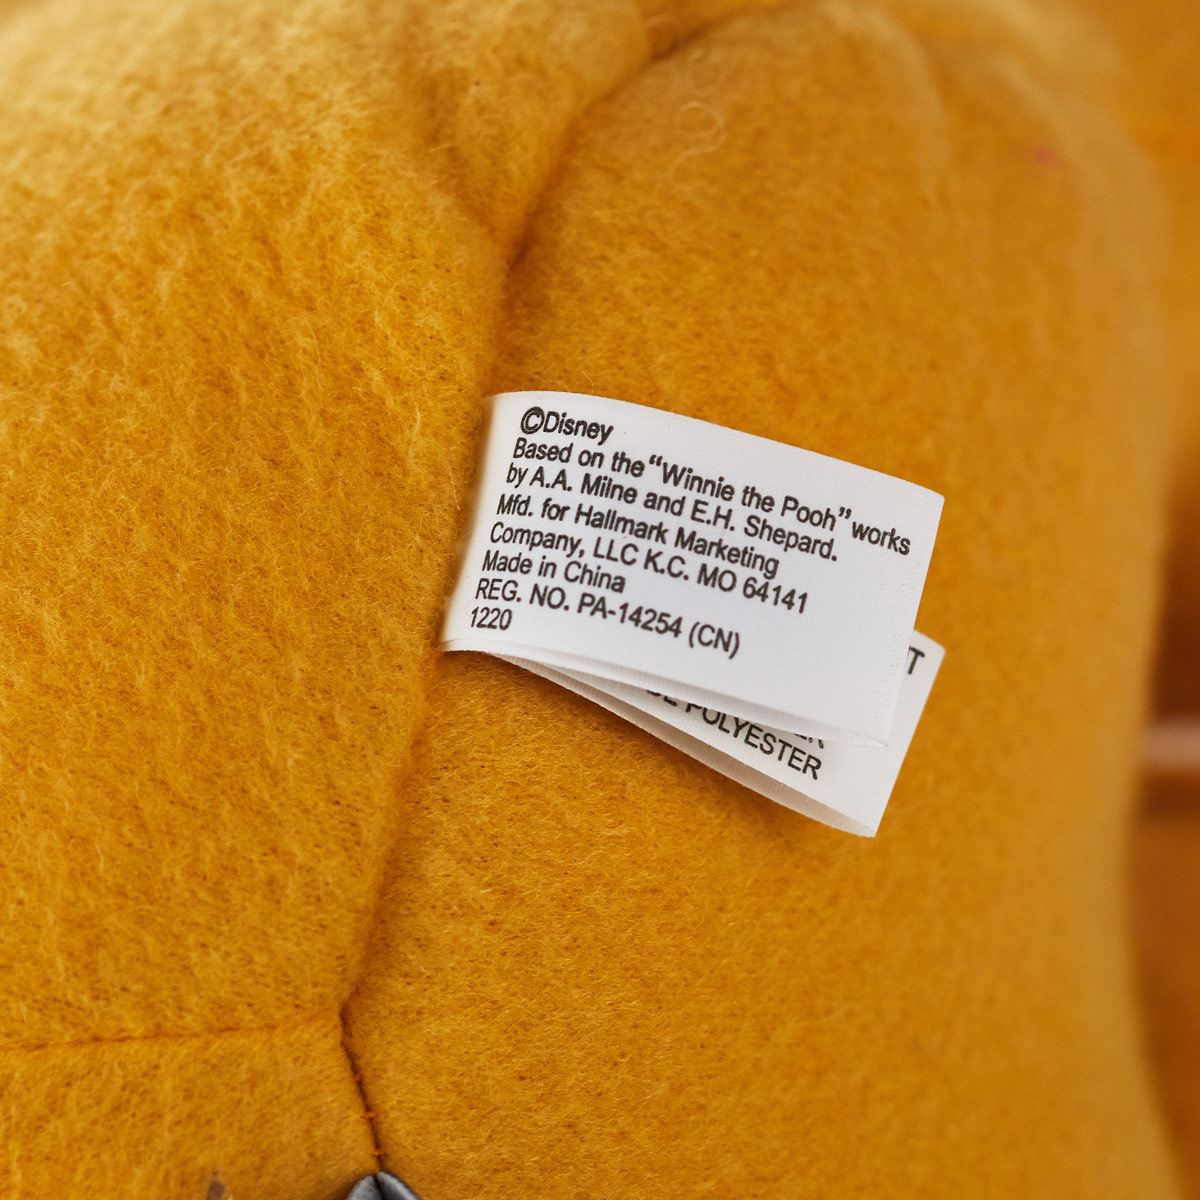 ©Disney
Based on the “Winnie the Pooh” works
by A.A. Milne and E.H. Shepard.
Mfd. for Hallmark Marketing
Company, LLC K.C. MO 64141
Made in China
REG. NO. PA-14254 (CN)
1220
POLYESTER